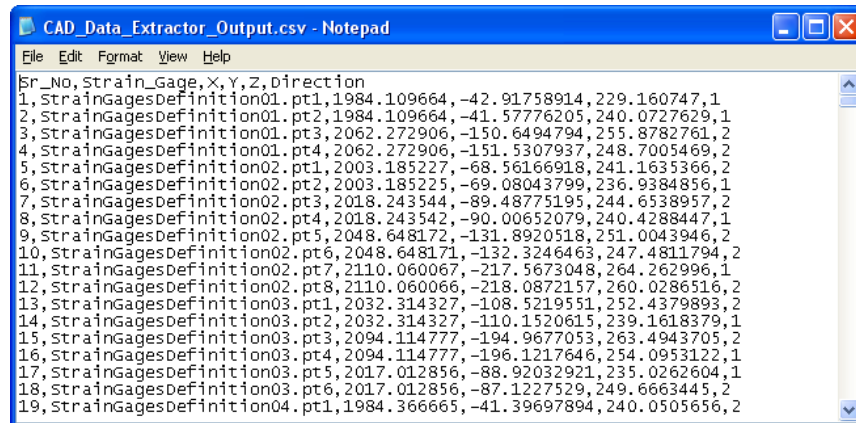 CAD_Data_Extractor_Output.csv - Notepad
File Edit Format View Help
Sr_No,Strain_Gage,X,Y,Z,Direction
1,StrainGagesDefinition01.pt1,1984.109664,-42.91758914,229.160747,1
2,StrainGagesDefinition01.pt2,1984.109664,-41.57776205,240.0727629,1
3,StrainGagesDefinition01.pt3,2062.272906,-150.6494794,255.8782761,2
4,StrainGagesDefinition01.pt4,2062.272906,-151.5307937,248.7005469,2
5,StrainGagesDefinition02.pt1,2003.185227,-68.56166918,241.1635366,2
6,StrainGagesDefinition02.pt2,2003.185225,-69.08043799,236.9384856,1
7,StrainGagesDefinition02.pt3,2018.243544,-89.48775195,244.6538957,2
8,StrainGagesDefinition02.pt4,2018.243542,-90.00652079,240.4288447,1
9,StrainGagesDefinition02.pt5,2048.648172,-131.8920518,251.0043946,2
10,StrainGagesDefinition02.pt6,2048.648171,-132.3246463,247.4811794,2
11,StrainGagesDefinition02.pt7,2110.060067,-217.5673048,264.262996,1
12,StrainGagesDefinition02.pt8,2110.060066,-218.0872157,260.0286516,2
13,StrainGagesDefinition03.pt1,2032.314327,-108.5219551,252.4379893,2
14,StrainGagesDefinition03.pt2,2032.314327,-110.1520615,239.1618379,1
15,StrainGagesDefinition03.pt3,2094.114777,-194.9677053,263.4943705,2
16,StrainGagesDefinition03.pt4,2094.114777,-196.1217646,254.0953122,1
17,StrainGagesDefinition03.pt5,2017.012856,-88.92032921,235.0262604,1
18,StrainGagesDefinition03.pt6,2017.012856,-87.1227529,249.6663445,2
19,StrainGagesDefinition04.pt1,1984.366665,-41.39697894,240.0505656,2